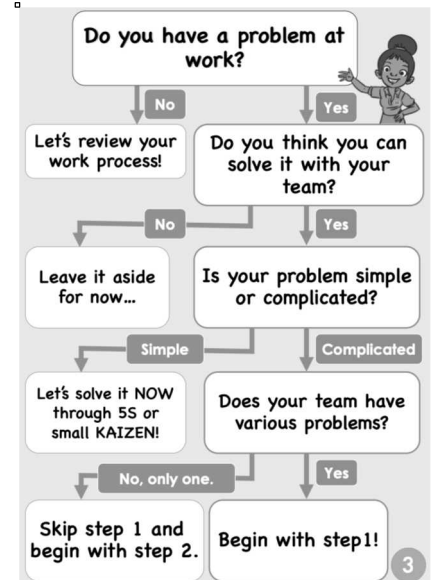 Do you have a problem at
work?
No
Yes
Let's review your
work process!
Do you think you can
solve it with your
team?
No
Yes
Leave it aside
for now...
Is your problem simple
or complicated?
Simple
Complicated
Let's solve it NOW
through 5S or
small KAIZEN!
Does your team have
various problems?
No, only one.
Yes
Skip step 1 and
begin with step 2.
Begin with step1!
3